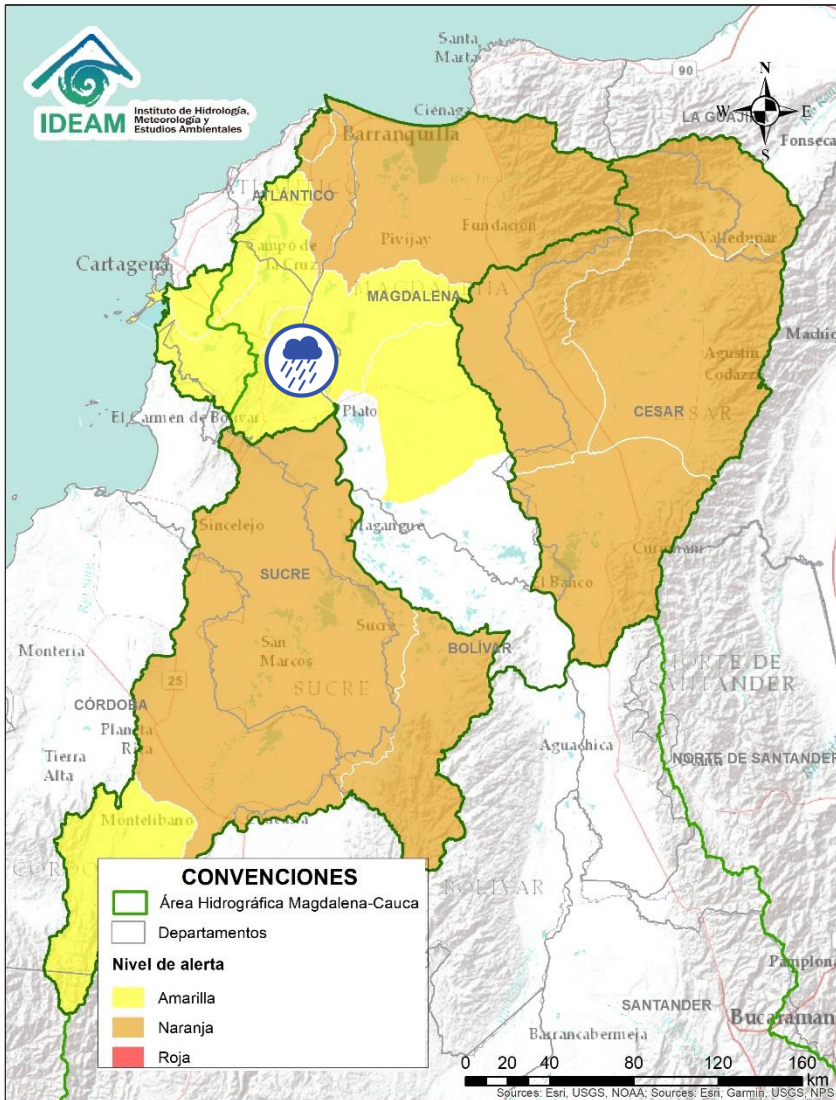 IDEAM Instituto de Hidrología,
Meteorología y
Estudios Ambientales
Santa
Marta
90
N
W E
S
Ciénaga
LA GUAJIRA
Fonseca
Barranquilla
ATLÁNTICO
Fundación
Pivijay
Valledupar
Campo de
la Cruz
Cartagena
MAGDALENA
MAGDALENA
Agustín
Codazzi
El Carmen de Bolívar
Plato
CESAR
CESAR
Sincelejo
Magangué
Curumaní
SUCRE
El Banco
San
Marcos
Sucre
BOLÍVAR
Montería
25
SUCRE
NORTE DE
SANTANDER
CÓRDOBA
Planeta
Rica
Tierra
Alta
Aguachica
NORTE DE SANTANDER
Montelibano
BOLÍVAR
CONVENCIONES
Área Hidrográfica Magdalena-Cauca
Departamentos
Nivel de alerta
Amarilla
Naranja
Roja
Pamplona
SANTANDER
Bucaraman
Barrancabermeja
0 20 40 80 120 160
km
Sources: Esri, USGS, NOAA; Sources: Esri, Garmin, USGS, NPS